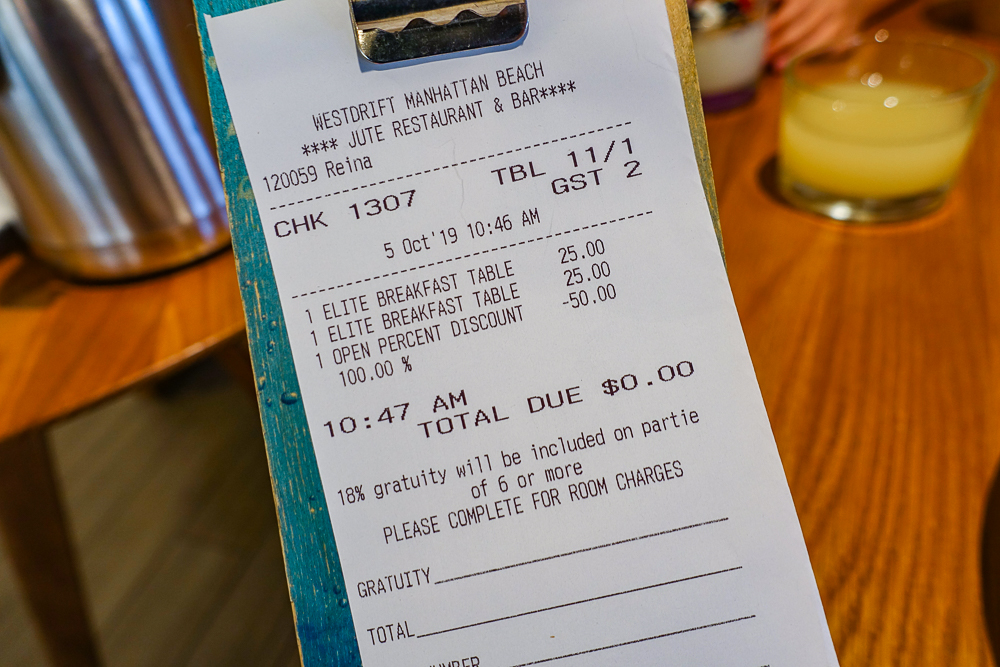 WESTDRIFT MANHATTAN BEACH
**** JUTE RESTAURANT & BAR****
120059 Reina
CHK 1307 TBL 11/1
GST 2
5 Oct'19 10:46 AM
1 ELITE BREAKFAST TABLE 25.00
1 ELITE BREAKFAST TABLE 25.00
1 OPEN PERCENT DISCOUNT -50.00
100.00 %
10:47 AM
TOTAL DUE $0.00
18% gratuity will be included on partie
of 6 or more
PLEASE COMPLETE FOR ROOM CHARGES
GRATUITY
TOTAL